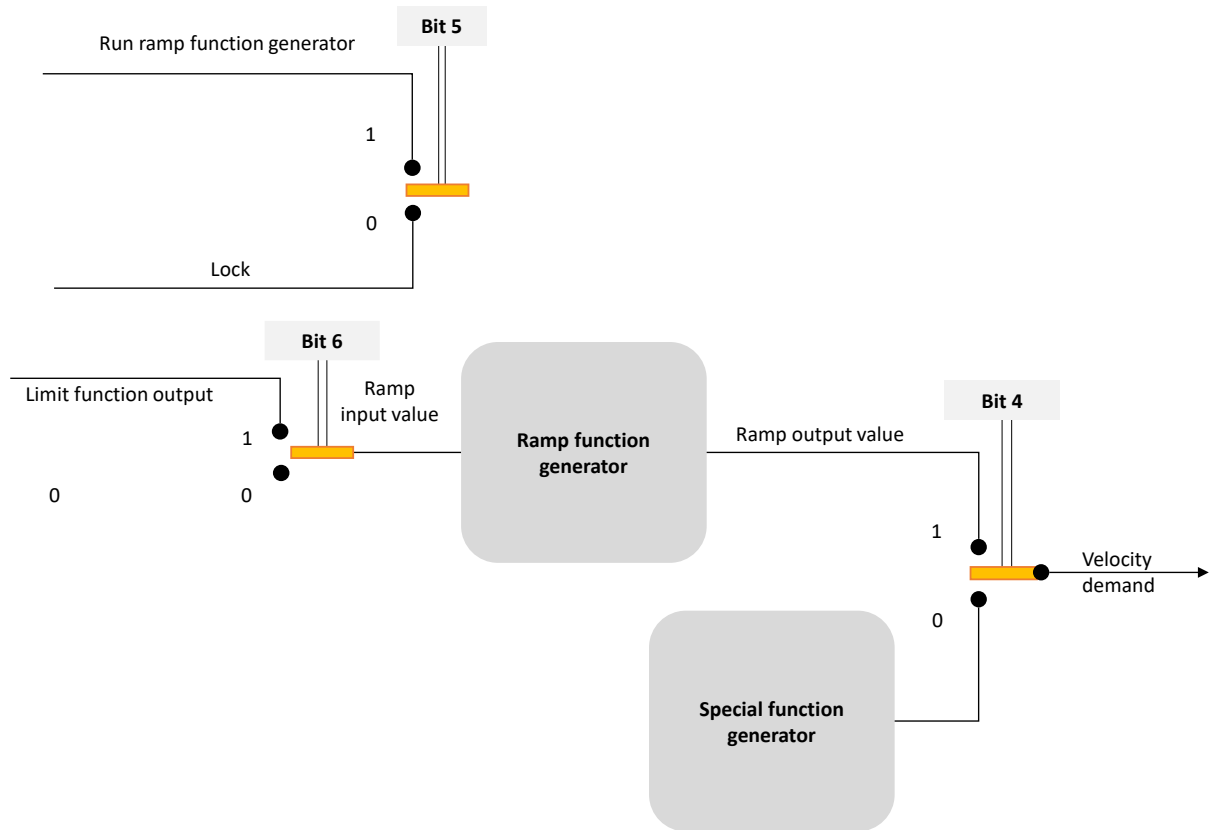 Bit 5
Run ramp function generator
1
0
Lock
Bit 6
Limit function output
Ramp
input value
1
0
0
Ramp function
generator
Ramp output value
Bit 4
1
Velocity
demand
0
Special function
generator